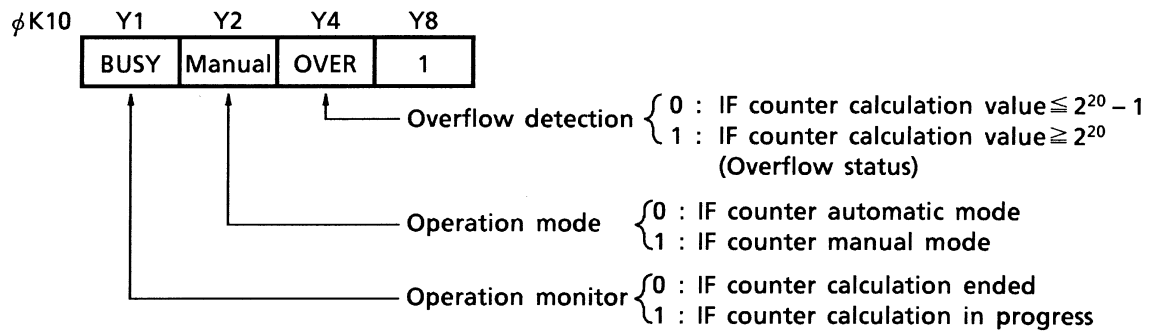 φK10 Y1 Y2 Y4 Y8
BUSY Manual OVER 1
Overflow detection { 0 : IF counter calculation value ≦ 2²⁰ – 1
1 : IF counter calculation value ≧ 2²⁰
(Overflow status)
Operation mode { 0 : IF counter automatic mode
1 : IF counter manual mode
Operation monitor { 0 : IF counter calculation ended
1 : IF counter calculation in progress